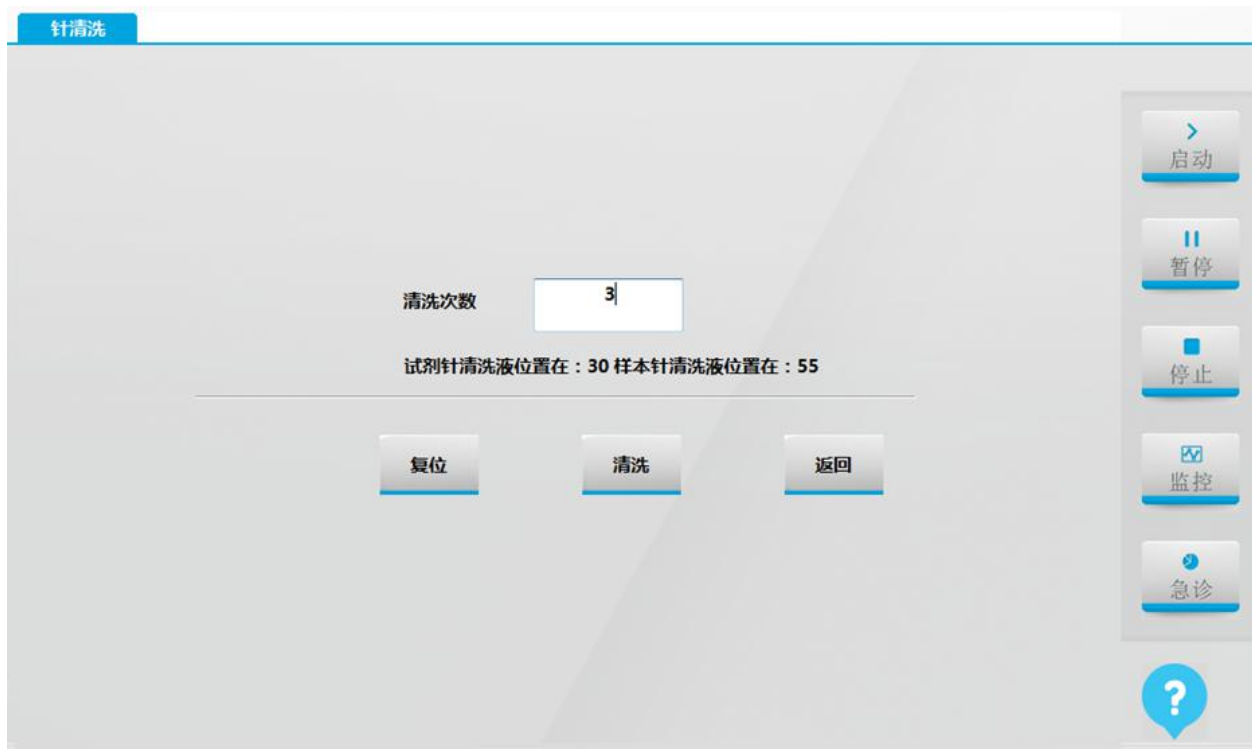 针清洗
启动
暂停
清洗次数 3
试剂针清洗液位置在：30 样本针清洗液位置在：55
停止
复位 清洗 返回
监控
急诊
?